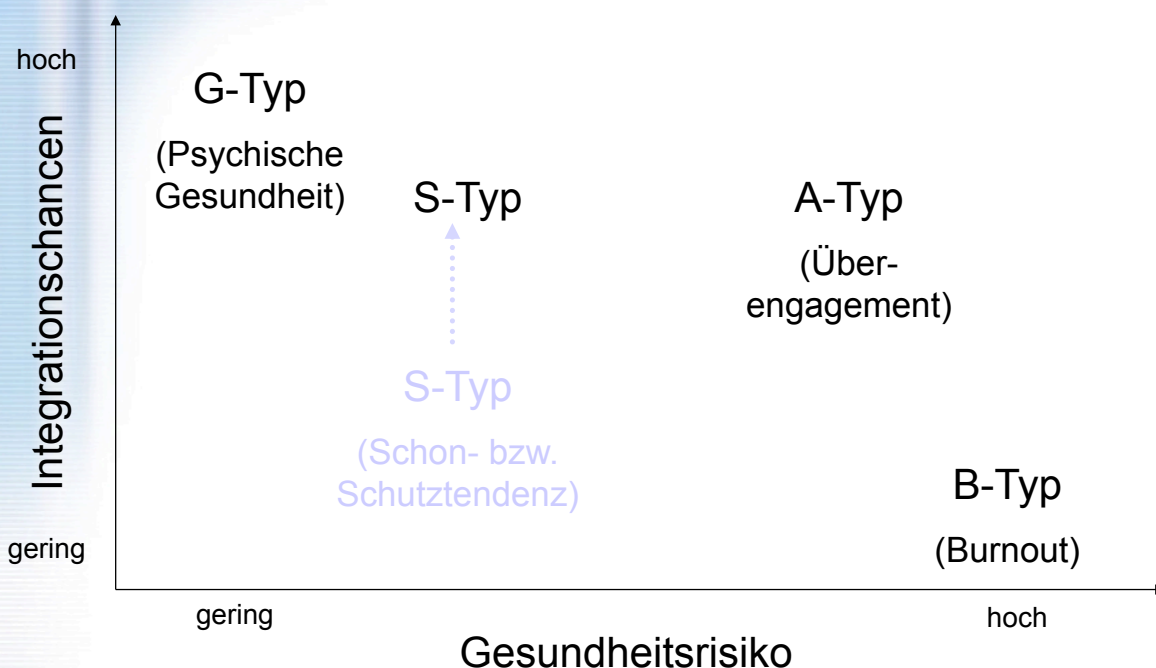 hoch
Integrationschancen
gering
G-Typ
(Psychische
Gesundheit)
S-Typ
A-Typ
(Über-
engagement)
S-Typ
(Schon- bzw.
Schutztendenz)
B-Typ
(Burnout)
gering
hoch
Gesundheitsrisiko